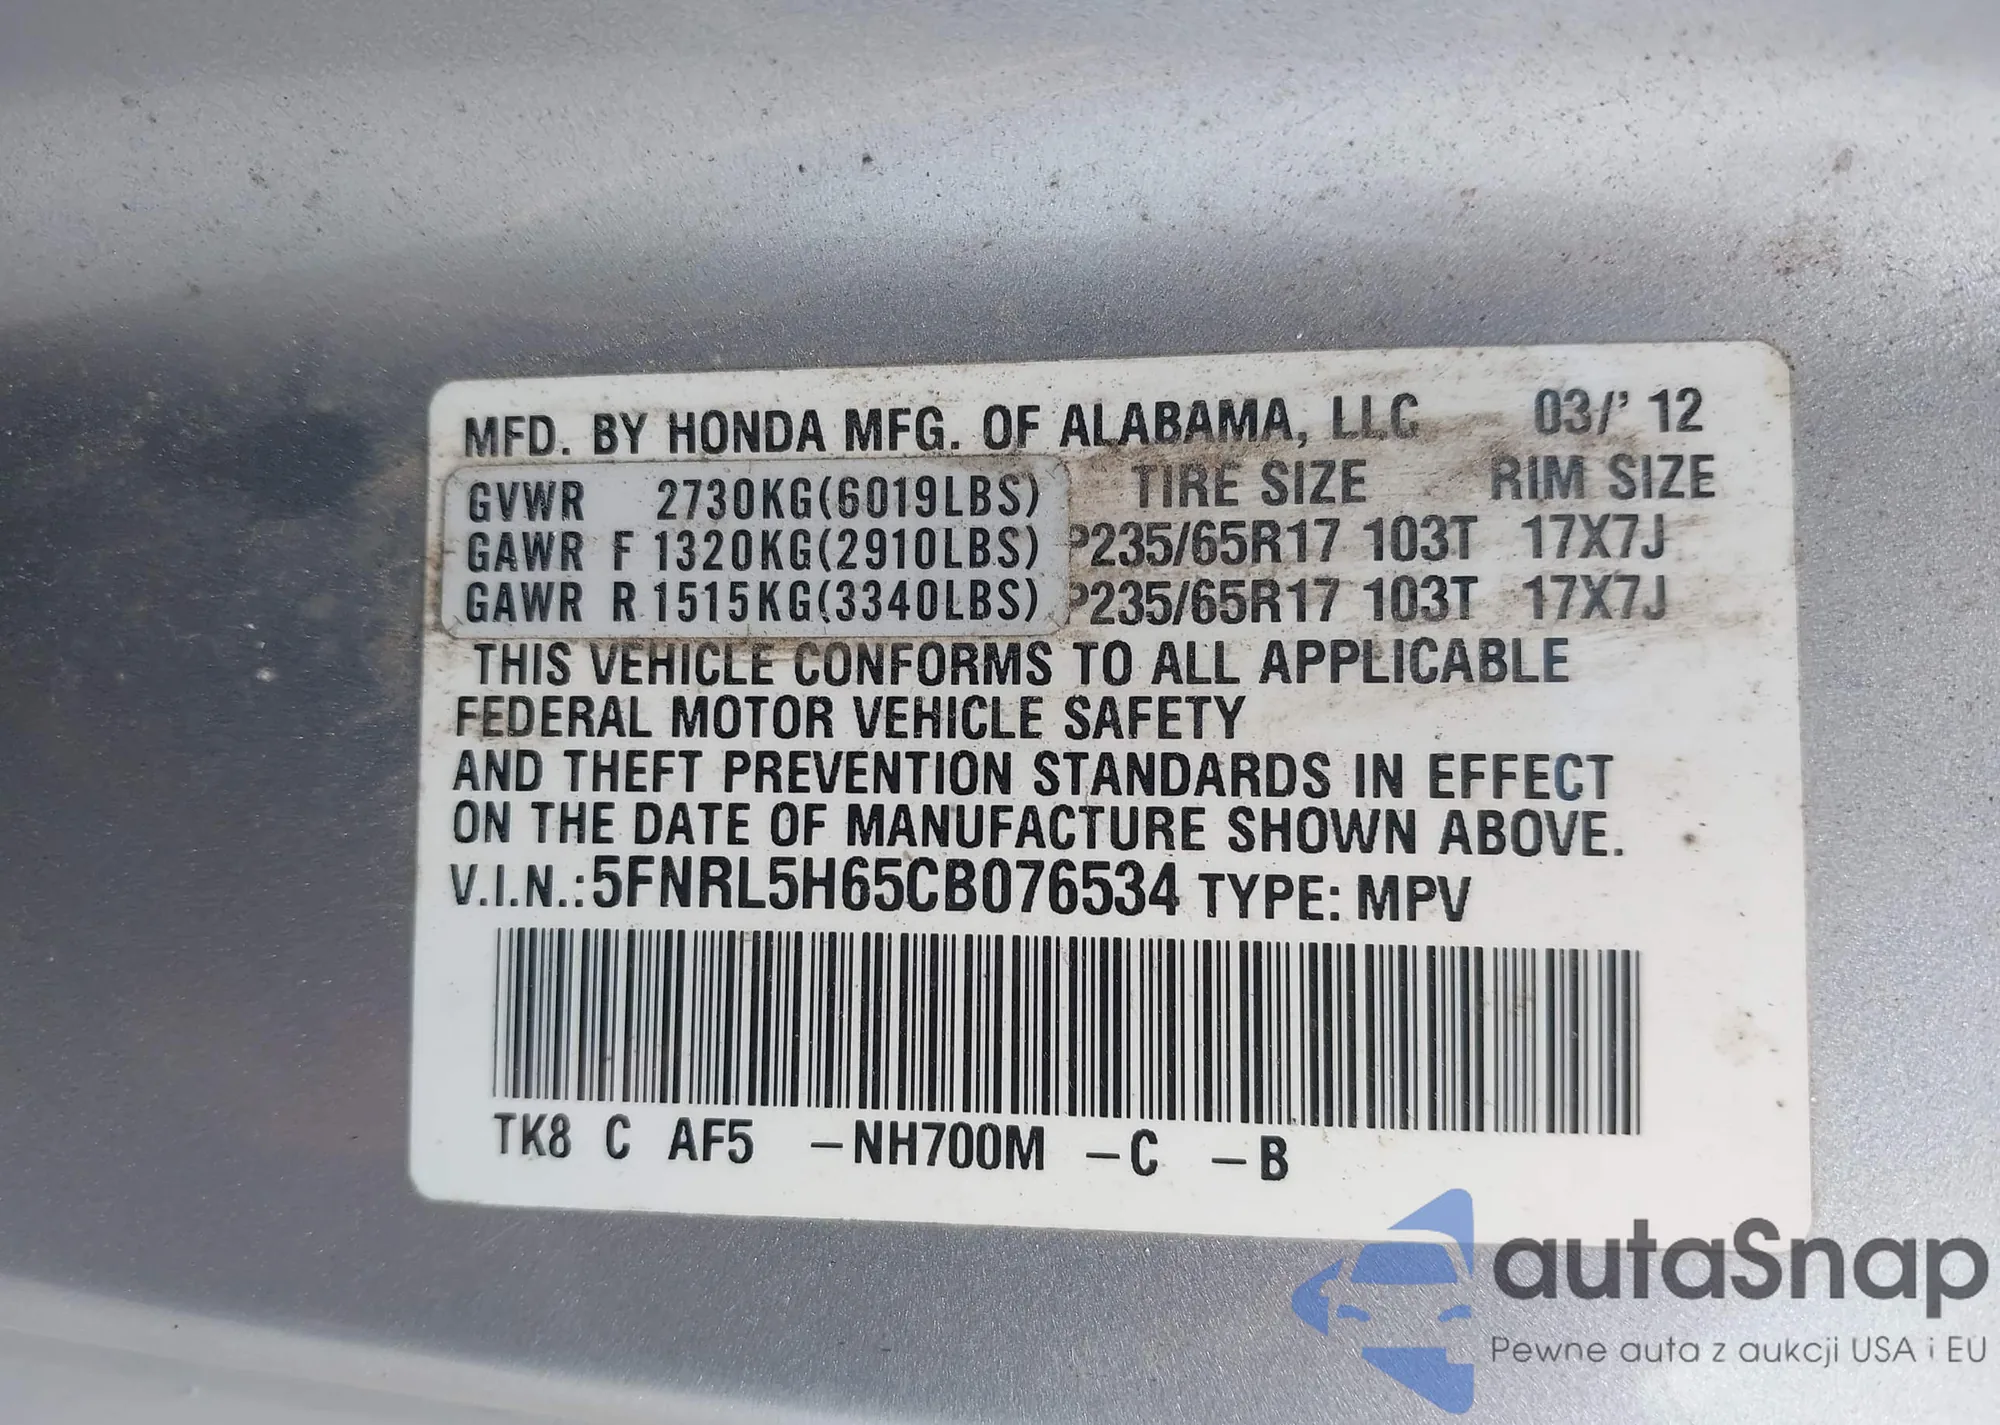 MFD. BY HONDA MFG. OF ALABAMA, LLC 03/'12
GVWR 2730KG(6019LBS) TIRE SIZE RIM SIZE
GAWR F 1320KG(2910LBS) P235/65R17 103T 17X7J
GAWR R 1515KG(3340LBS) P235/65R17 103T 17X7J
THIS VEHICLE CONFORMS TO ALL APPLICABLE
FEDERAL MOTOR VEHICLE SAFETY
AND THEFT PREVENTION STANDARDS IN EFFECT
ON THE DATE OF MANUFACTURE SHOWN ABOVE.
V.I.N.:5FNRL5H65CB076534 TYPE: MPV
TK8 C AF5 –NH700M –C –B
autaSnap
Pewne auta z aukcji USA i EU